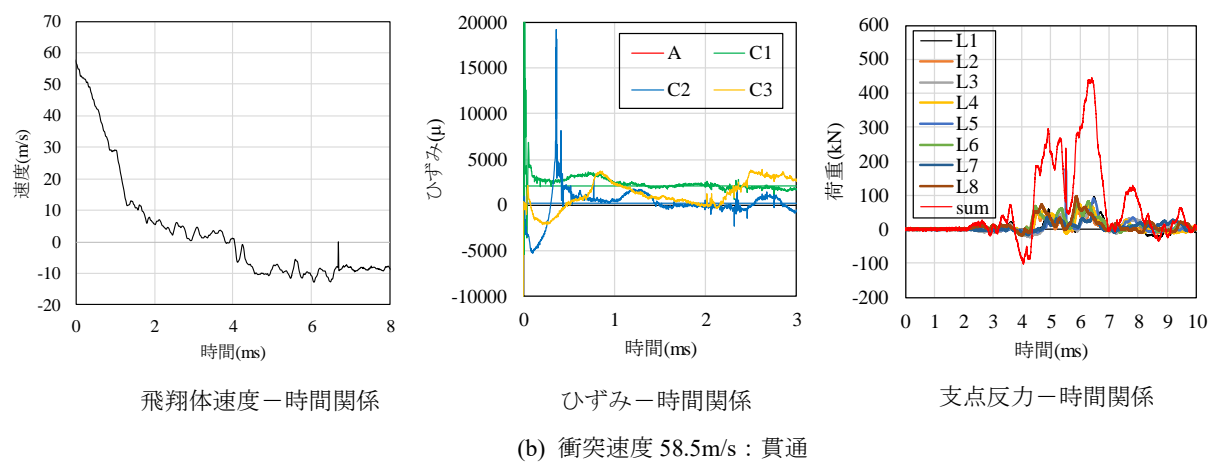 70
60
50
40
30
20
10
0
-10
-20
0 2 4 6 8
速度(m/s)
時間(ms)
飛翔体速度－時間関係
20000
15000
10000
5000
0
-5000
-10000
0 1 2 3
ひずみ(μ)
時間(ms)
A C1
C2 C3
ひずみ－時間関係
600
500
400
300
200
100
0
-100
-200
0 1 2 3 4 5 6 7 8 9 10
荷重(kN)
時間(ms)
L1
L2
L3
L4
L5
L6
L7
L8
sum
支点反力－時間関係
(b) 衝突速度 58.5m/s：貫通